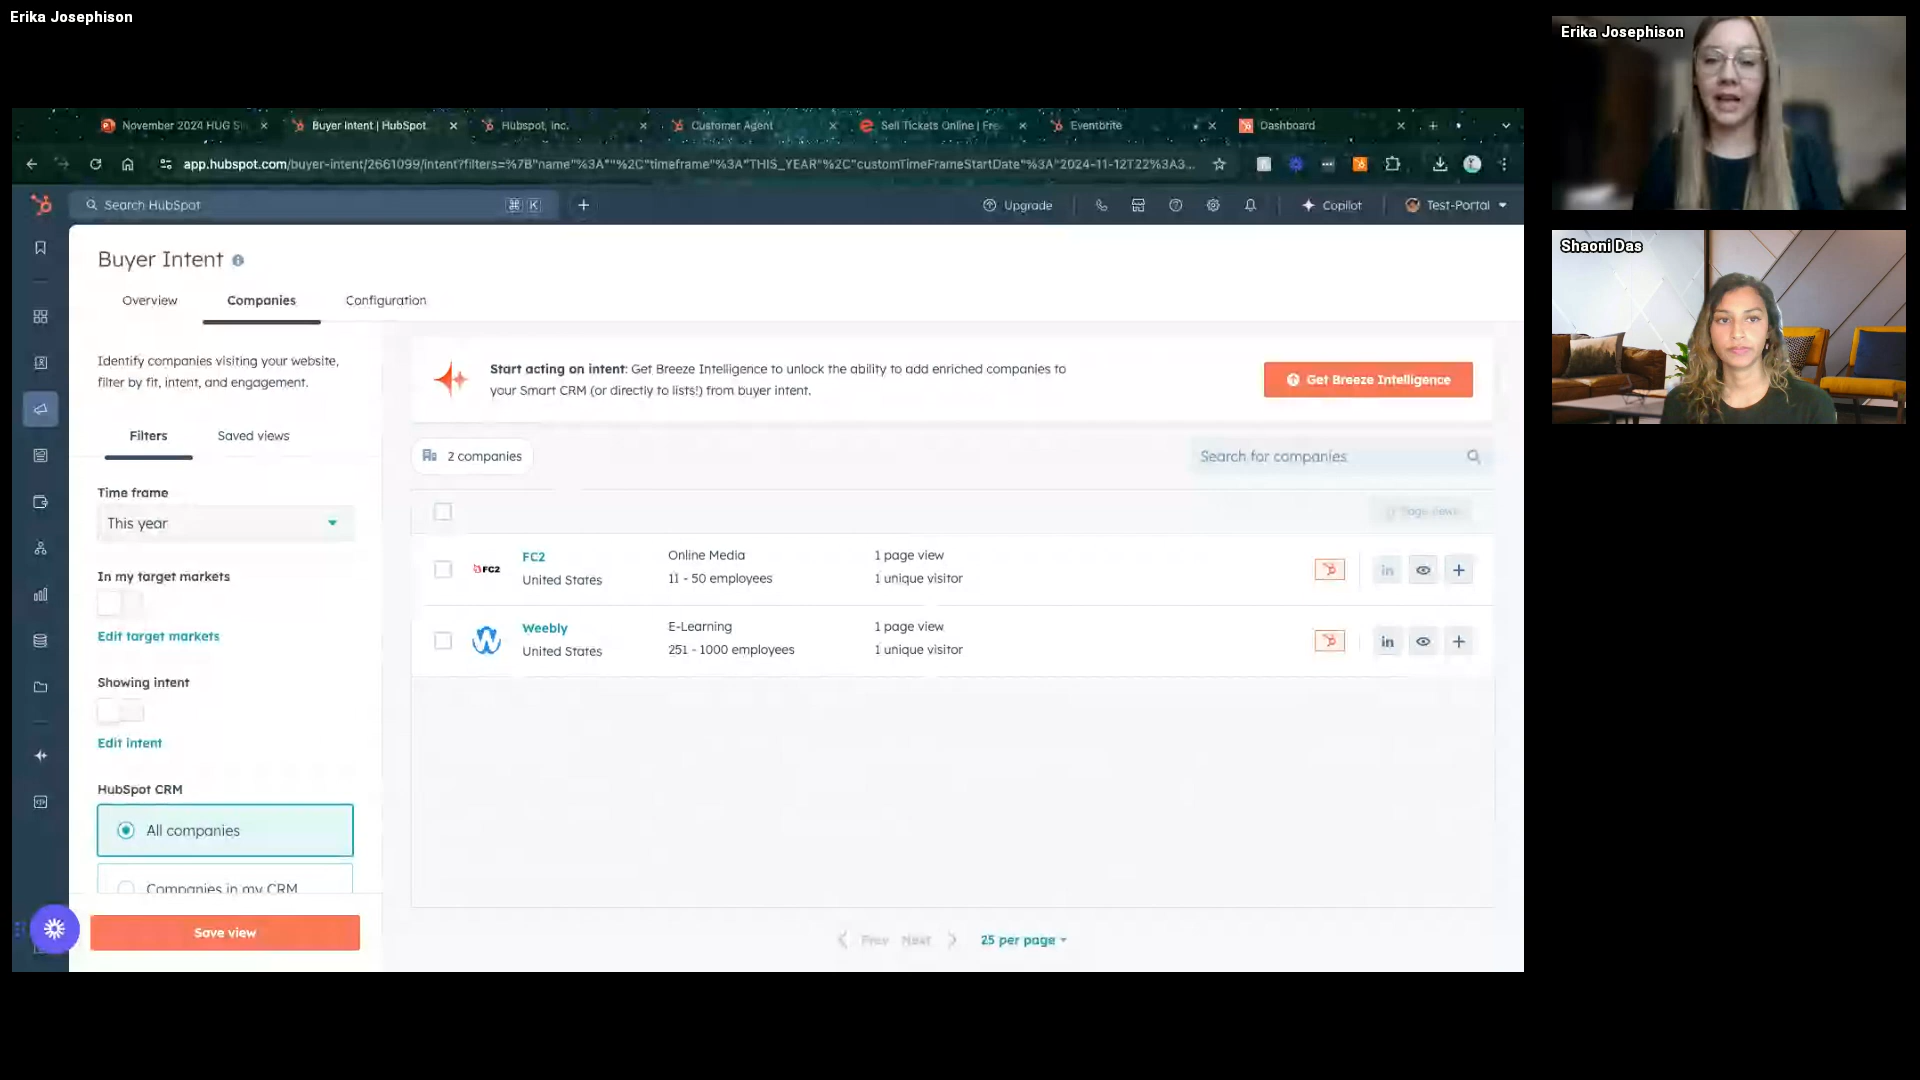 Erika Josephison
Erika Josephison
Shaoni Das
November 2024 HUG
Buyer Intent | HubSpot
Hubspot, Inc.
Customer Agent
Sell Tickets Online | Fre
Eventbrite
Dashboard
app.hubspot.com/buyer-intent/2661099/intent?filters=%7B"name"%3A""%2C"timeframe"%3A"THIS_YEAR"%2C"customTimeFrameStartDate"%3A"2024-11-12T22%3A3...
Search HubSpot
⌘ K
Upgrade
Copilot
Test-Portal
Buyer Intent
Overview
Companies
Configuration
Identify companies visiting your website,
filter by fit, intent, and engagement.
Filters
Saved views
Time frame
This year
In my target markets
Edit target markets
Showing intent
Edit intent
HubSpot CRM
All companies
Companies in my CRM
Save view
Start acting on intent: Get Breeze Intelligence to unlock the ability to add enriched companies to
your Smart CRM (or directly to lists!) from buyer intent.
Get Breeze Intelligence
2 companies
Search for companies
Page views
FC2
FC2
United States
Online Media
11 - 50 employees
1 page view
1 unique visitor
in
Weebly
United States
E-Learning
251 - 1000 employees
1 page view
1 unique visitor
in
Prev
Next
25 per page